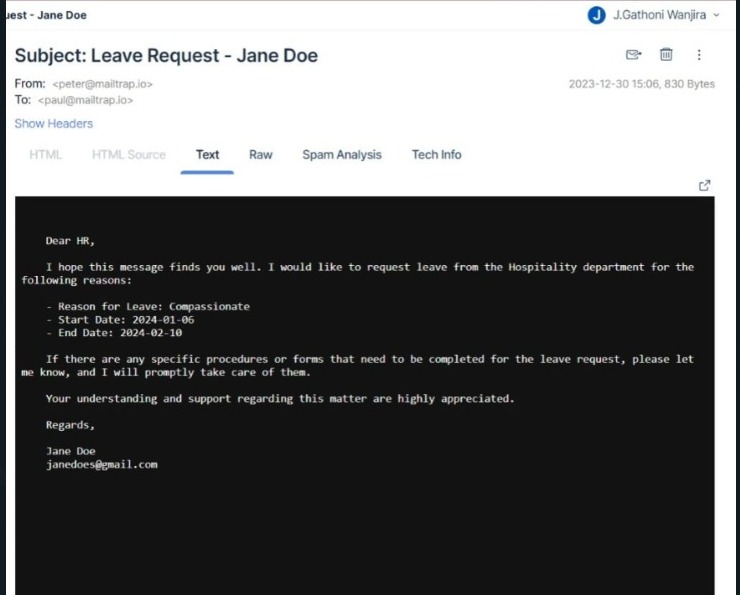 uest - Jane Doe
J J.Gathoni Wanjira
Subject: Leave Request - Jane Doe
From: <peter@mailtrap.io>
2023-12-30 15:06, 830 Bytes
To: <paul@mailtrap.io>
Show Headers
HTML HTML Source Text Raw Spam Analysis Tech Info
Dear HR,
I hope this message finds you well. I would like to request leave from the Hospitality department for the
following reasons:
- Reason for Leave: Compassionate
- Start Date: 2024-01-06
- End Date: 2024-02-10
If there are any specific procedures or forms that need to be completed for the leave request, please let
me know, and I will promptly take care of them.
Your understanding and support regarding this matter are highly appreciated.
Regards,
Jane Doe
janedoes@gmail.com